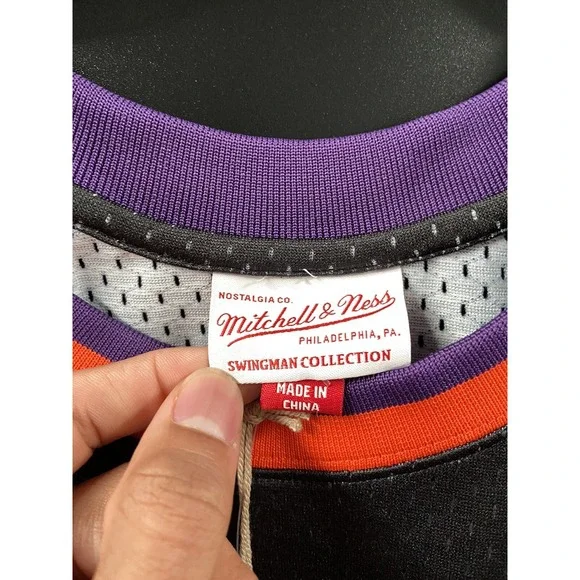 NOSTALGIA CO.
Mitchell & Ness
PHILADELPHIA, PA.
SWINGMAN COLLECTION
MADE IN
CHINA